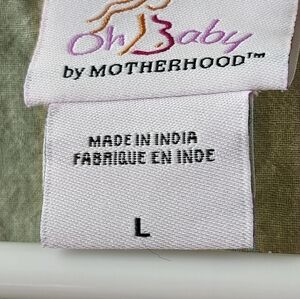 Oh Baby
by MOTHERHOOD™
MADE IN INDIA
FABRIQUE EN INDE
L